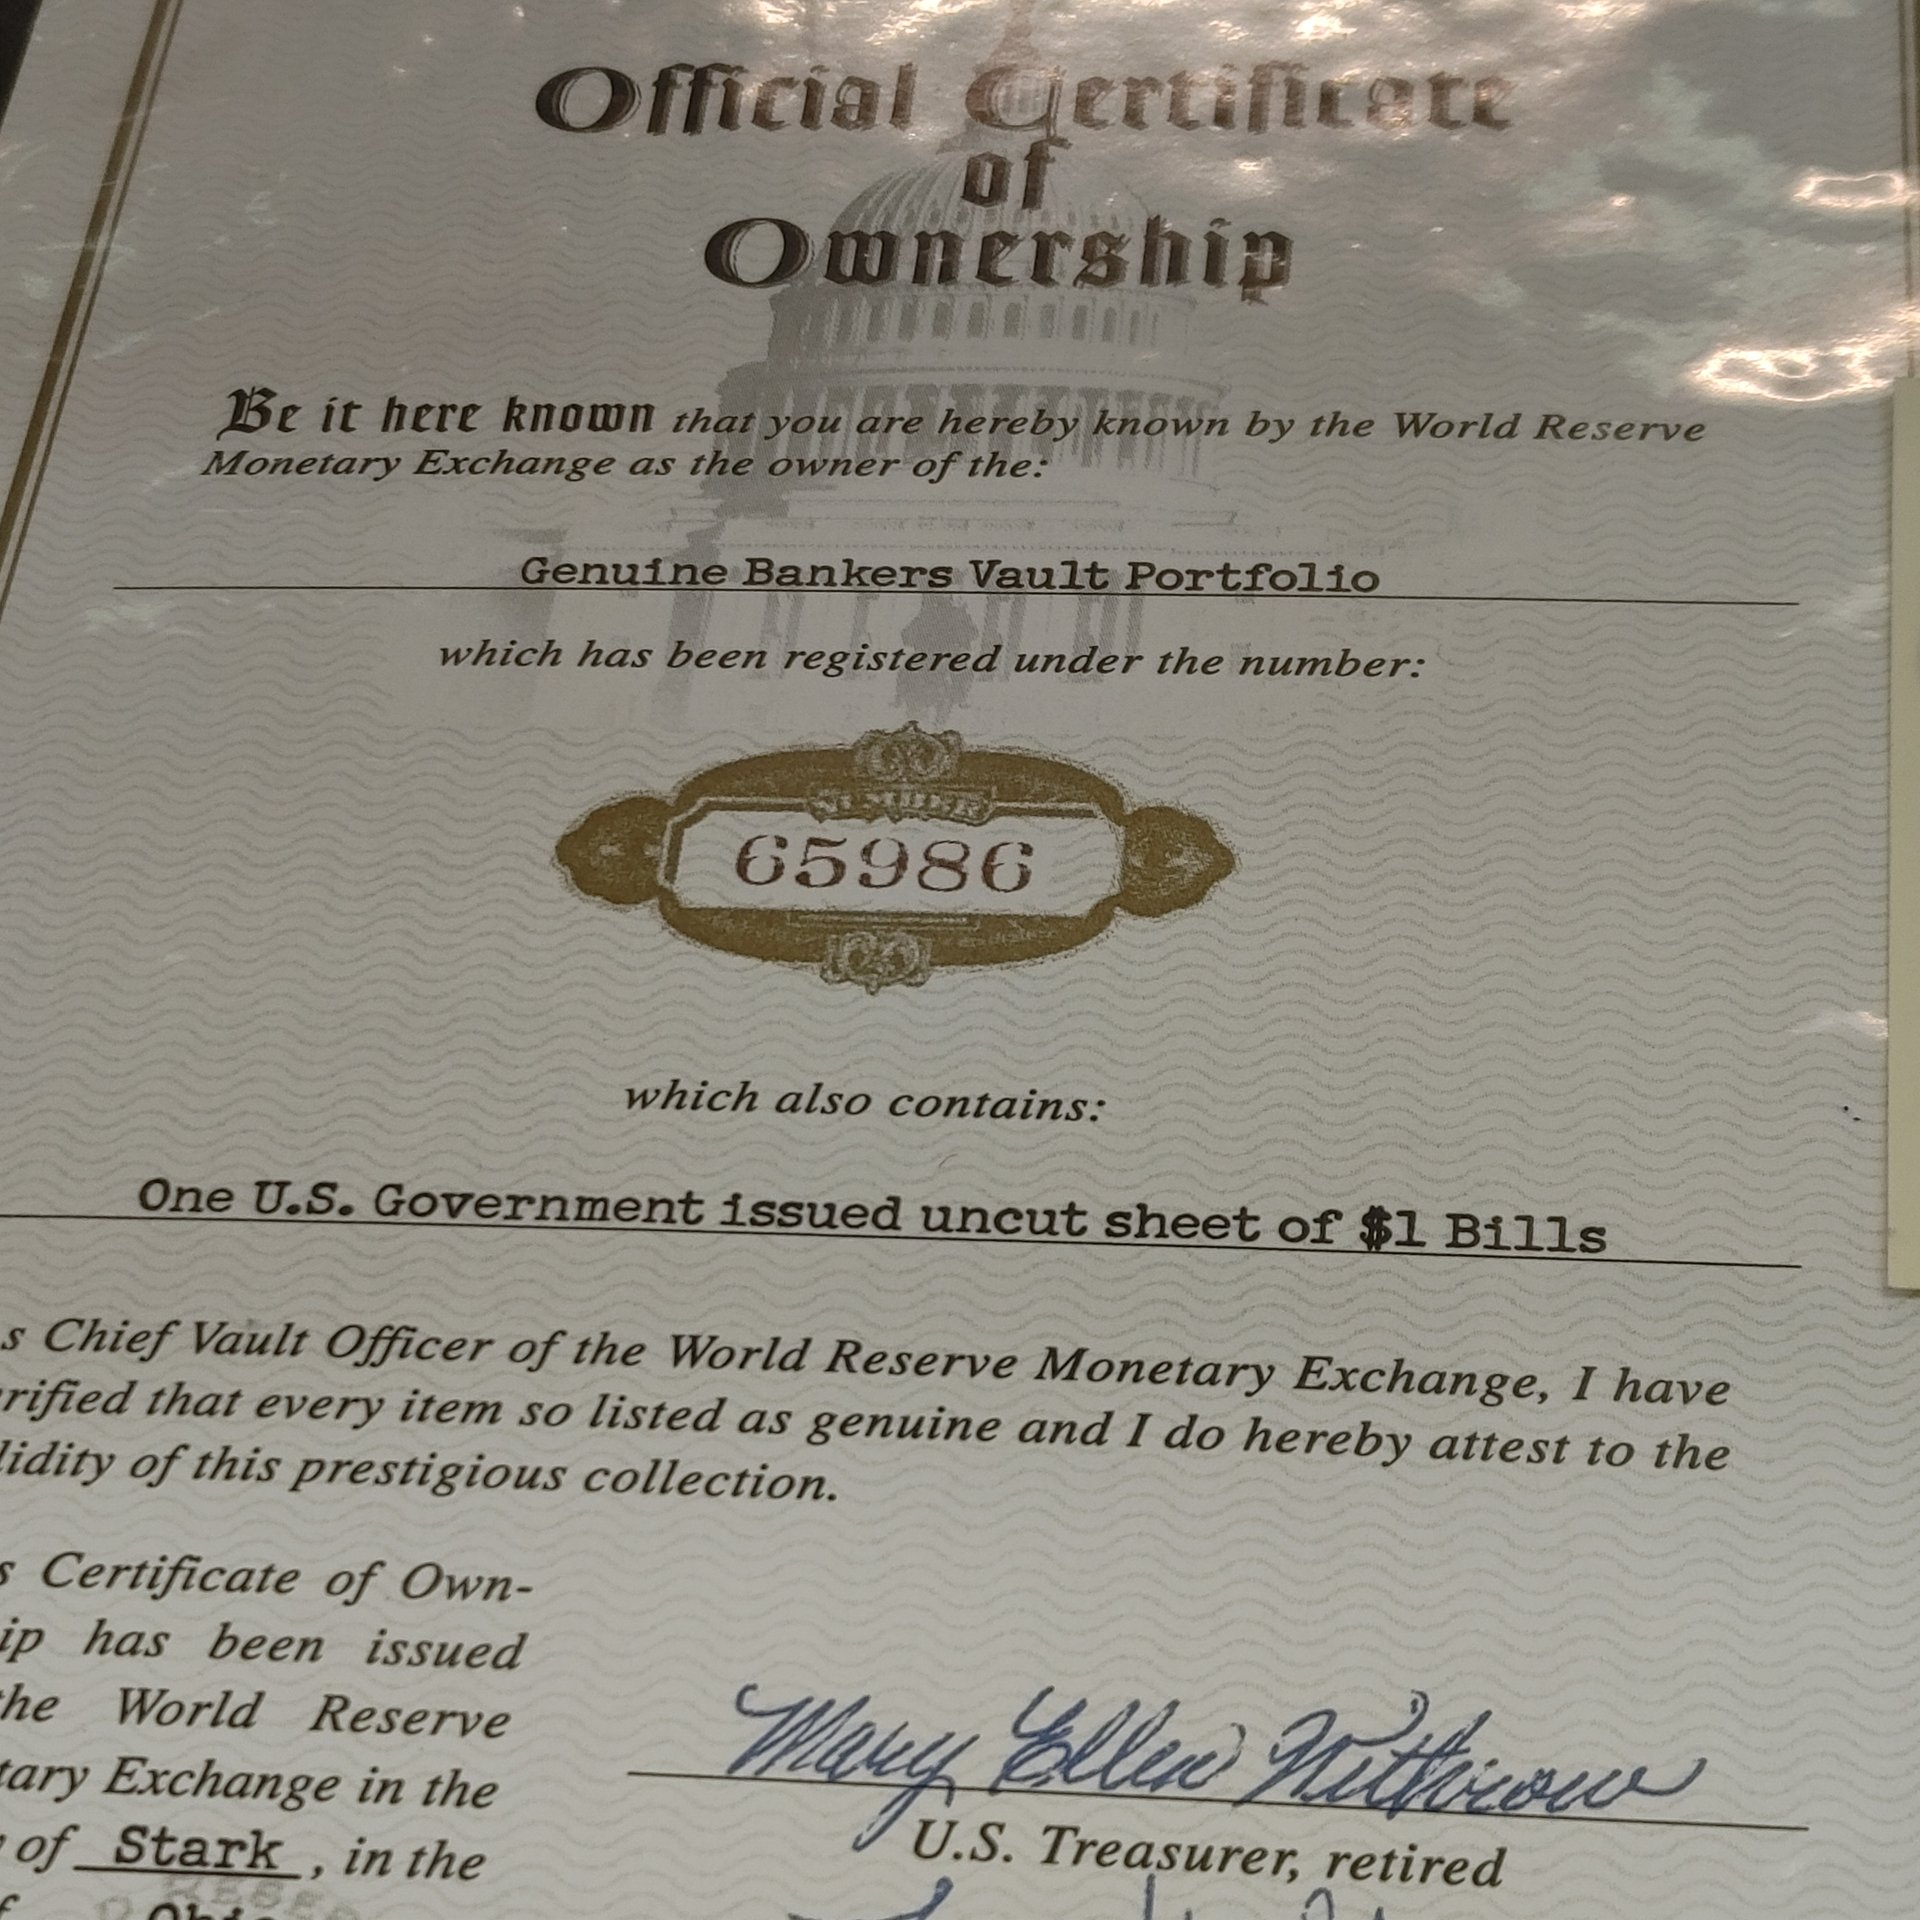 Official Certificate
of
Ownership
Be it here known that you are hereby known by the World Reserve
Monetary Exchange as the owner of the:
Genuine Bankers Vault Portfolio
which has been registered under the number:
NUMBER
65986
which also contains:
One U.S. Government issued uncut sheet of $1 Bills
s Chief Vault Officer of the World Reserve Monetary Exchange, I have
rified that every item so listed as genuine and I do hereby attest to the
lidity of this prestigious collection.
s Certificate of Own-
ip has been issued
he World Reserve
tary Exchange in the
of Stark, in the
Mary Ellen Withrow
U.S. Treasurer, retired